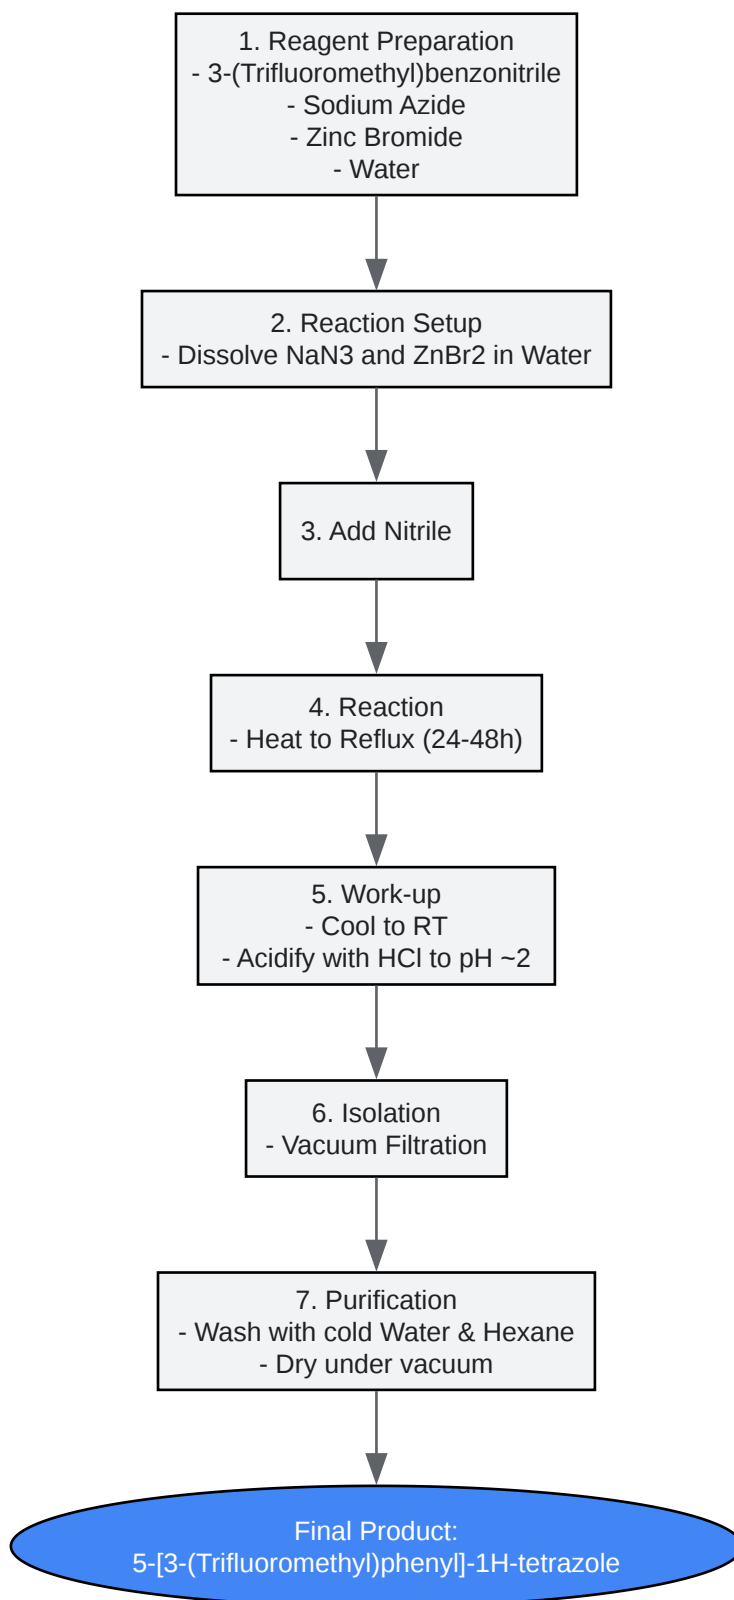 1. Reagent Preparation
- 3-(Trifluoromethyl)benzonitrile
- Sodium Azide
- Zinc Bromide
- Water
2. Reaction Setup
- Dissolve NaN3 and ZnBr2 in Water
3. Add Nitrile
4. Reaction
- Heat to Reflux (24-48h)
5. Work-up
- Cool to RT
- Acidify with HCl to pH ~2
6. Isolation
- Vacuum Filtration
7. Purification
- Wash with cold Water & Hexane
- Dry under vacuum
Final Product:
5-[3-(Trifluoromethyl)phenyl]-1H-tetrazole